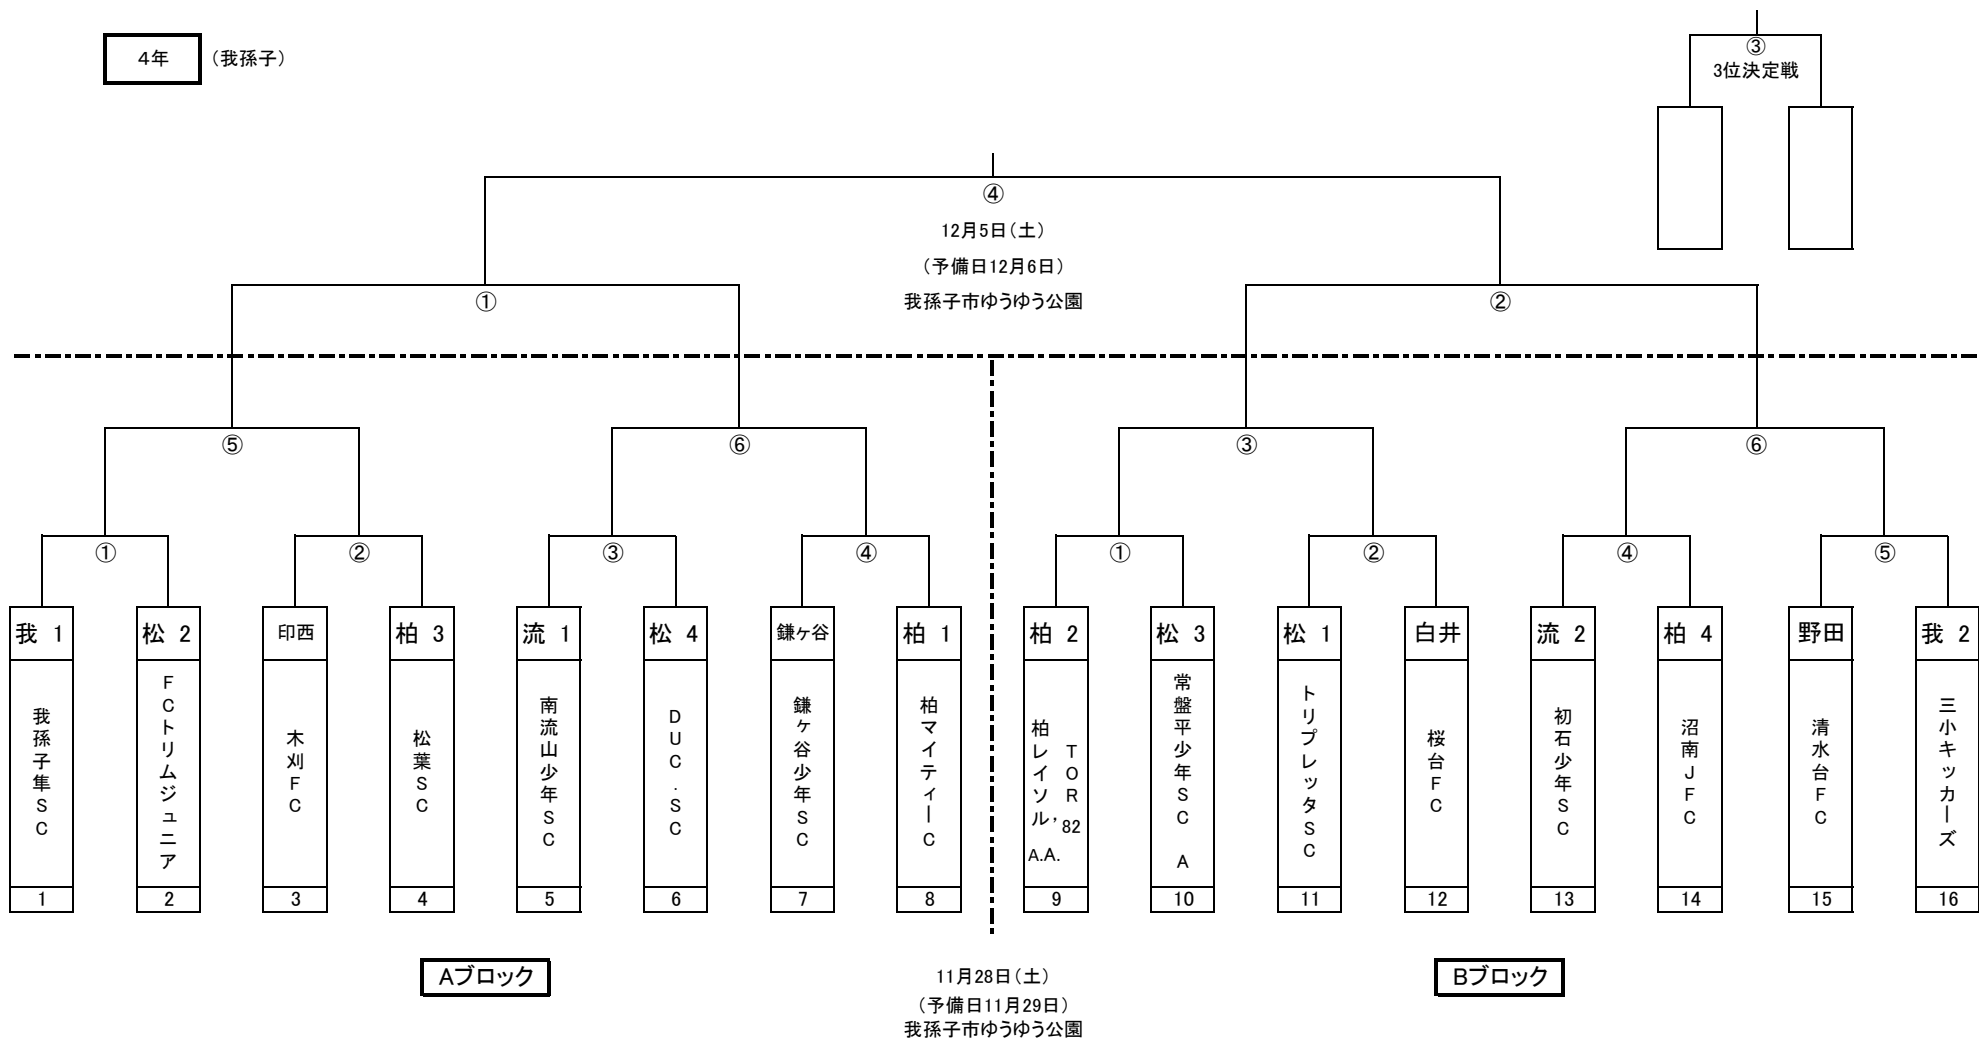 4年
（我孫子）
③
3位決定戦
④
12月5日（土）
（予備日12月6日）
我孫子市ゆうゆう公園
①
②
⑤
⑥
③
⑥
①
②
③
④
①
②
④
⑤
我 1
松 2
印西
柏 3
流 1
松 4
鎌ヶ谷
柏 1
柏 2
松 3
松 1
白井
流 2
柏 4
野田
我 2
我孫子隼SC
FCトリムジュニア
木刈FC
松葉SC
南流山少年SC
DUC．SC
鎌ヶ谷少年SC
柏マイティーC
柏レイソルA.A.
TOR’82
常盤平少年SC A
トリプレッタSC
桜台FC
初石少年SC
沼南JFC
清水台FC
三小キッカーズ
1
2
3
4
5
6
7
8
9
10
11
12
13
14
15
16
Aブロック
Bブロック
11月28日（土）
（予備日11月29日）
我孫子市ゆうゆう公園